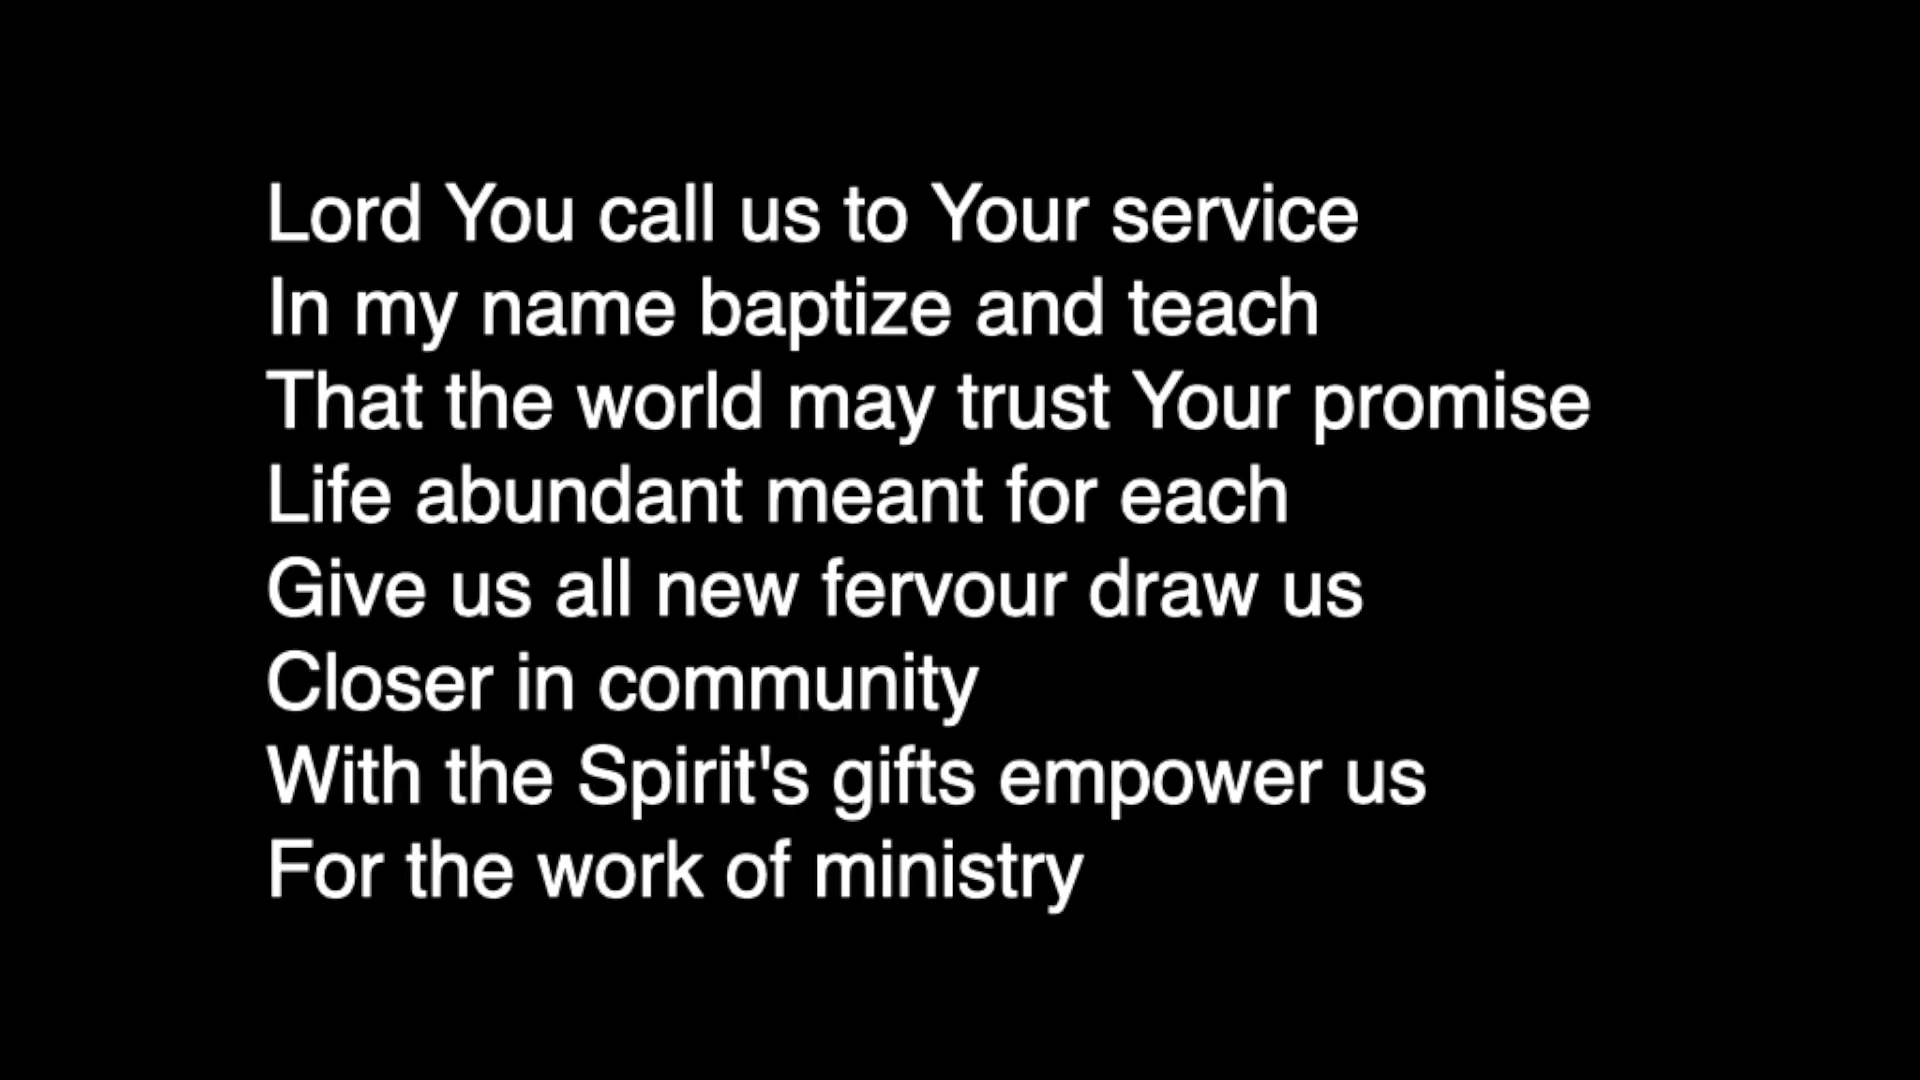 Lord You call us to Your service
In my name baptize and teach
That the world may trust Your promise
Life abundant meant for each
Give us all new fervour draw us
Closer in community
With the Spirit's gifts empower us
For the work of ministry